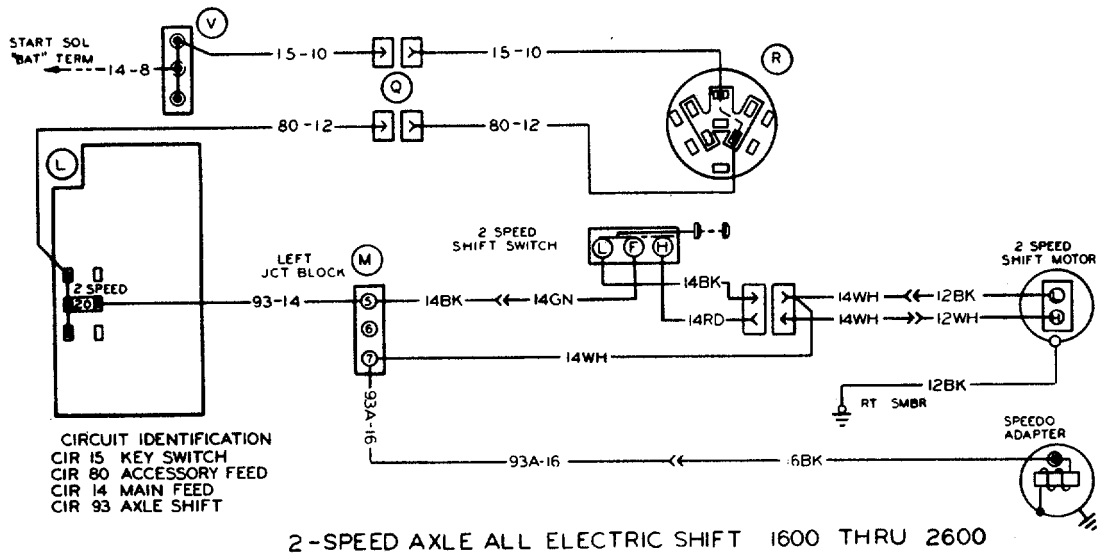 V
START SOL
"BAT" TERM
14-8
15-10
15-10
R
Q
80-12
80-12
L
2 SPEED
SHIFT SWITCH
L F H
2 SPEED
SHIFT MOTOR
LEFT
JCT BLOCK
M
14BK
2 SPEED
20
93-14
5
14BK
14GN
14WH
12BK
L
6
14RD
14WH
12WH
H
7
14WH
12BK
RT SMBR
93A-16
SPEEDO
ADAPTER
CIRCUIT IDENTIFICATION
CIR 15 KEY SWITCH
CIR 80 ACCESSORY FEED
CIR 14 MAIN FEED
CIR 93 AXLE SHIFT
93A-16
16BK
2-SPEED AXLE ALL ELECTRIC SHIFT 1600 THRU 2600